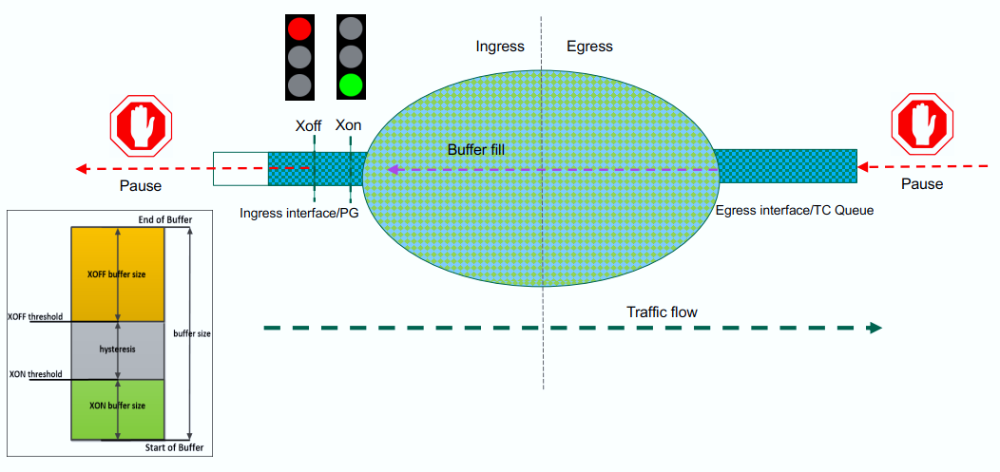 Ingress
Egress
Xoff
Xon
Buffer fill
Pause
Pause
Ingress interface/PG
Egress interface/TC Queue
Traffic flow
End of Buffer
XOFF buffer size
XOFF threshold
buffer size
hysteresis
XON threshold
XON buffer size
Start of Buffer